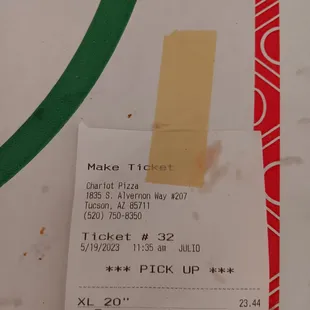 Make Ticket
Chariot Pizza
1835 S. Alvernon Way #207
Tucson, AZ 85711
(520) 750-8350
Ticket # 32
5/19/2023 11:35 am JULIO
*** PICK UP ***
XL 20" 23.44